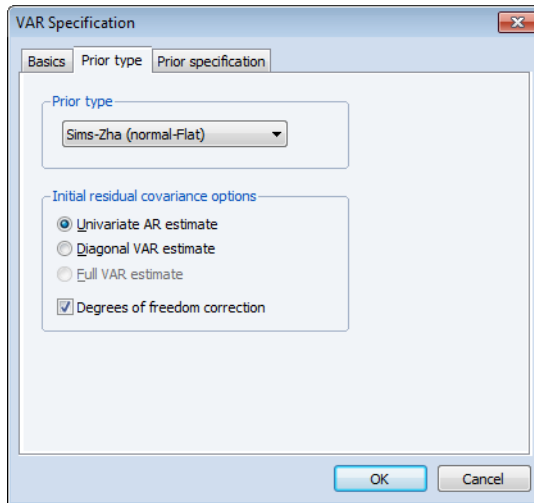 VAR Specification
Basics
Prior type
Prior specification
Prior type
Sims-Zha (normal-Flat)
Initial residual covariance options
Univariate AR estimate
Diagonal VAR estimate
Full VAR estimate
Degrees of freedom correction
OK
Cancel